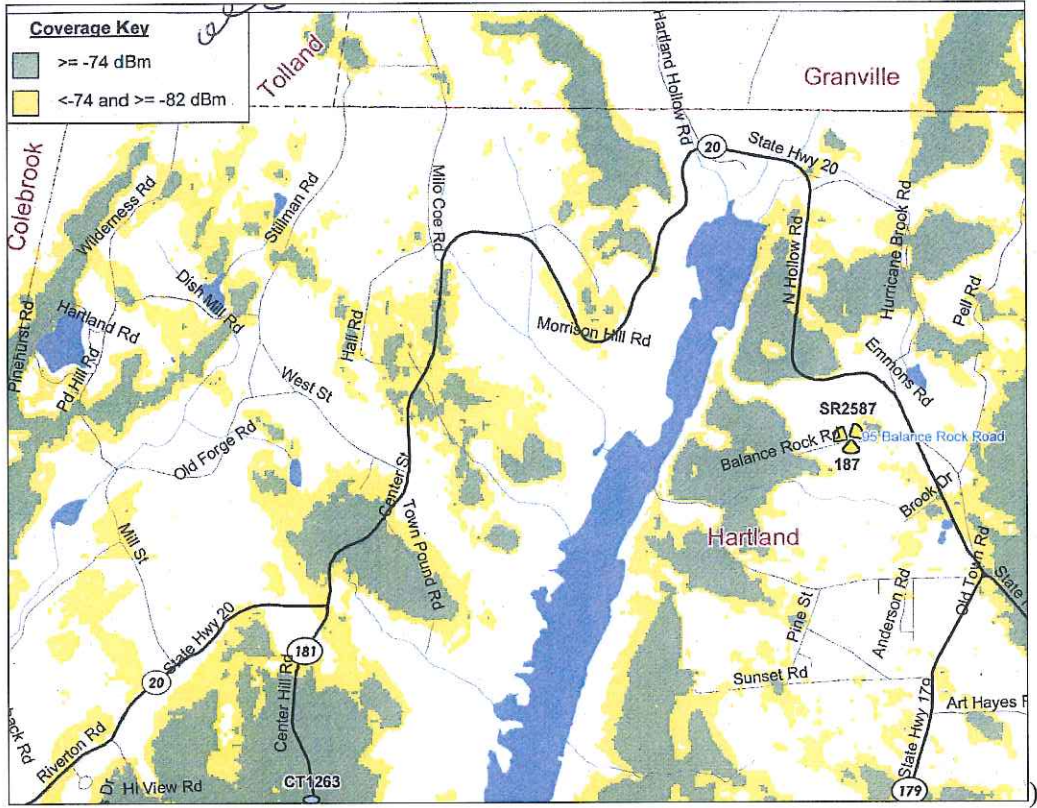 Coverage Key
>= -74 dBm
<-74 and >= -82 dBm
Tolland
Granville
Colebrook
Hartland Hollow Rd
20
State Hwy 20
Wilderness Rd
Stillman Rd
Milo Coe Rd
N Hollow Rd
Hurricane Brook Rd
Pell Rd
Pinehurst Rd
Hartland Rd
Dish Mill Rd
Pd Hill Rd
Hall Rd
Morrison Hill Rd
Emmons Rd
West St
SR2587
95 Balance Rock Road
Balance Rock Rd
187
Old Forge Rd
Center St
Town Pound Rd
Brook Dr
Hartland
Mill St
Pine St
Anderson Rd
Old Town Rd
State
State Hwy 20
181
20
Center Hill Rd
Sunset Rd
State Hwy 179
Art Hayes
Rd
Riverton Rd
Dr
Hi View Rd
CT1263
179
)